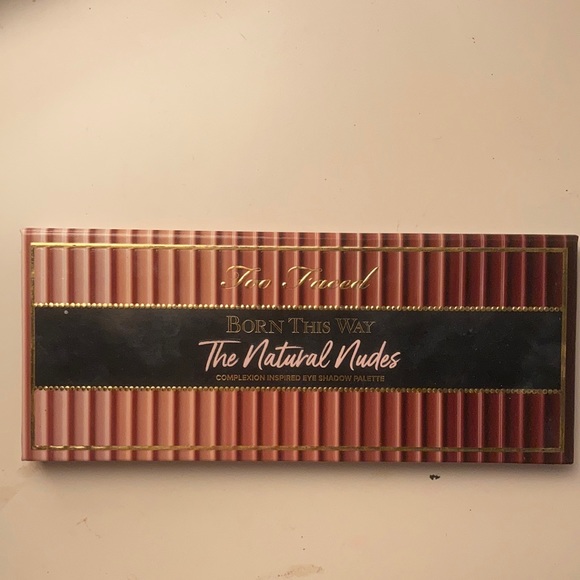 Too Faced
BORN THIS WAY
The Natural Nudes
COMPLEXION INSPIRED EYE SHADOW PALETTE